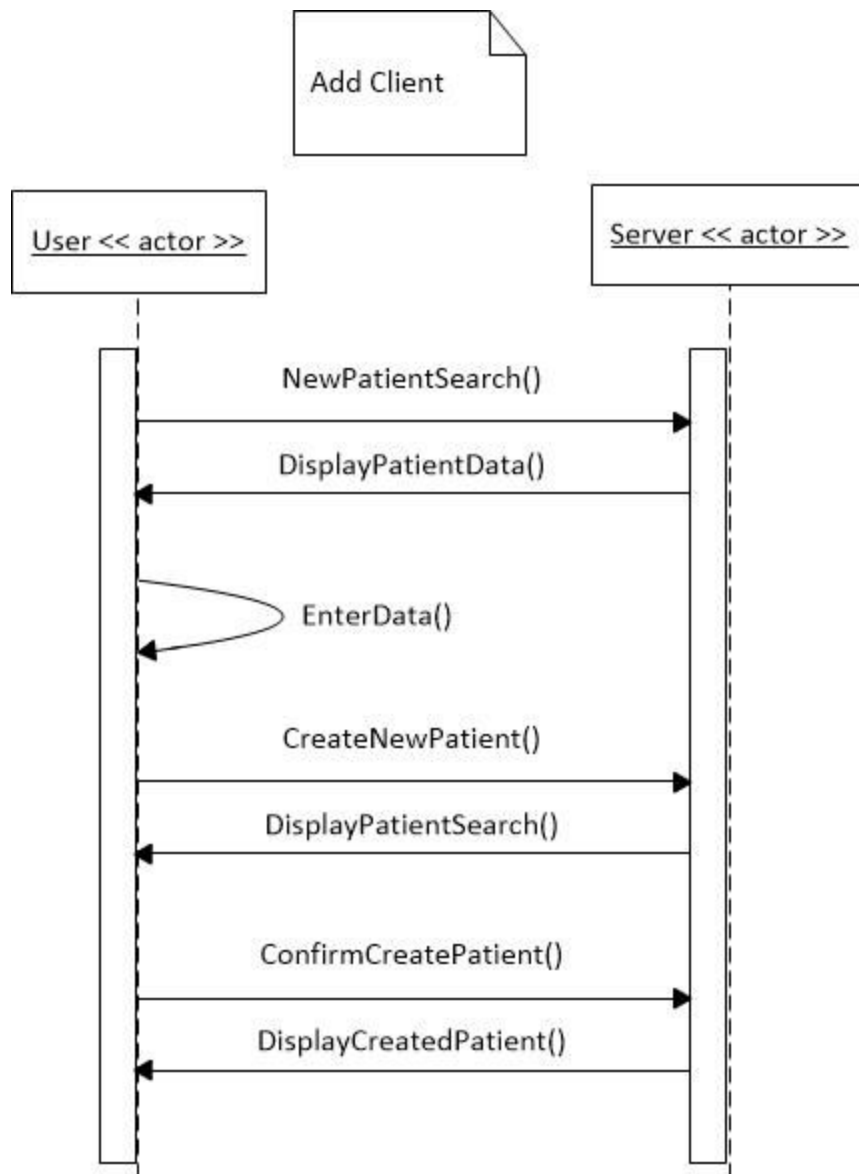 Add Client
User << actor >>
Server << actor >>
NewPatientSearch()
DisplayPatientData()
EnterData()
CreateNewPatient()
DisplayPatientSearch()
ConfirmCreatePatient()
DisplayCreatedPatient()